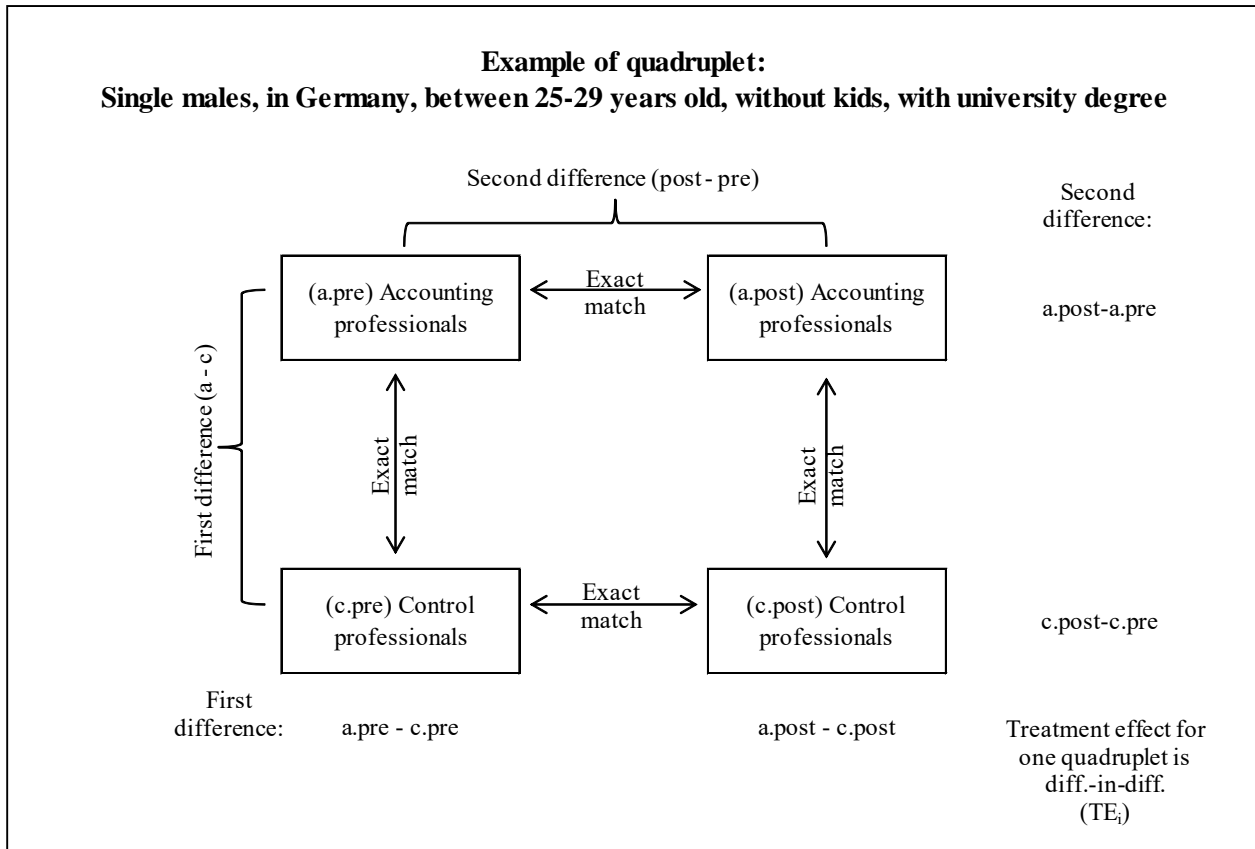 Example of quadruplet:
Single males, in Germany, between 25-29 years old, without kids, with university degree
Second difference (post - pre)
Second
difference:
(a.pre) Accounting
professionals
Exact
match
(a.post) Accounting
professionals
a.post-a.pre
First difference (a - c)
Exact
match
Exact
match
(c.pre) Control
professionals
Exact
match
(c.post) Control
professionals
c.post-c.pre
First
difference:
a.pre - c.pre
a.post - c.post
Treatment effect for
one quadruplet is
diff.-in-diff.
(TEi)